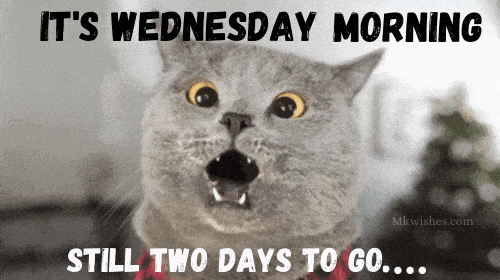 IT'S WEDNESDAY MORNING
Mkwishes.com
STILL TWO DAYS TO GO....